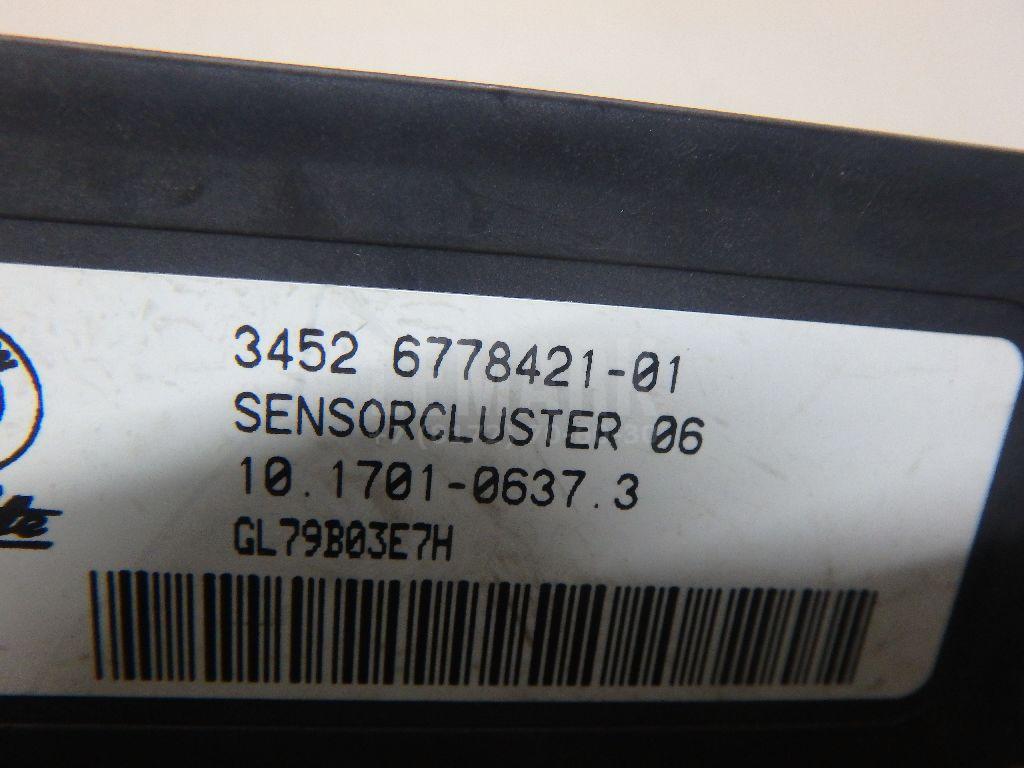 3452 6778421-01
SENSORCLUSTER 06
10.1701-0637.3
GL79B03E7H